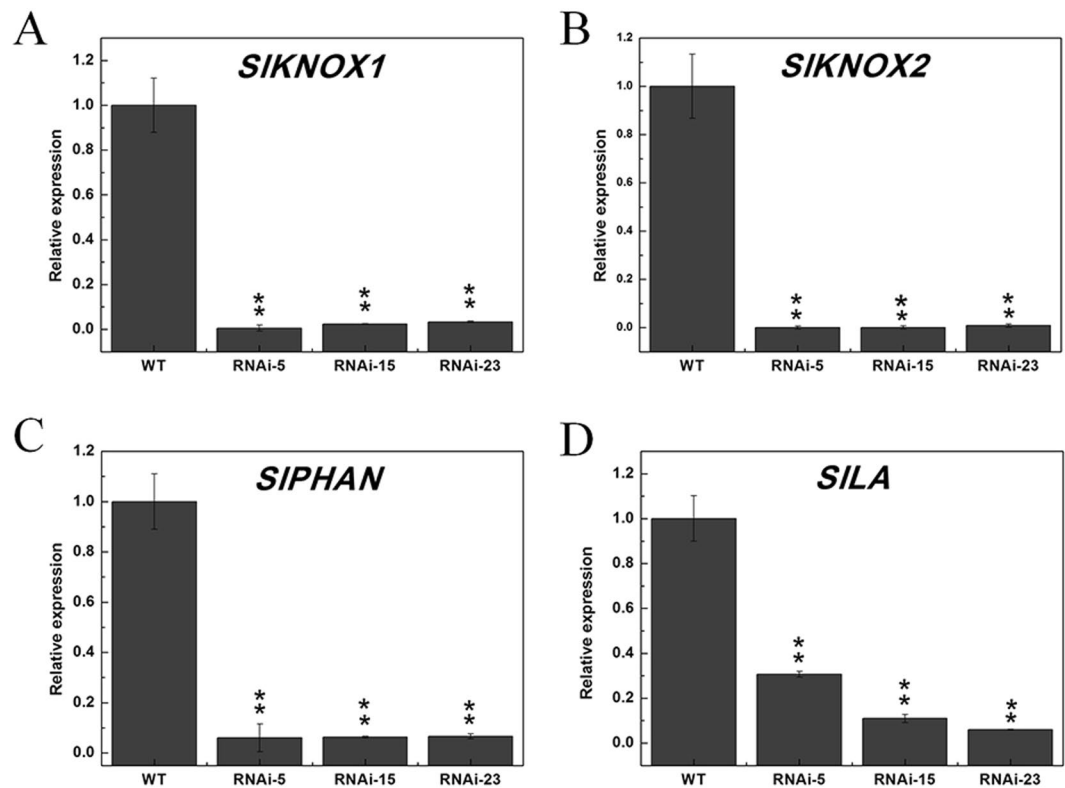 A
SlKNOX1
Relative expression
1.2
1.0
0.8
0.6
0.4
0.2
0.0
**
**
**
WT RNAi-5 RNAi-15 RNAi-23
B
SlKNOX2
Relative expression
1.2
1.0
0.8
0.6
0.4
0.2
0.0
**
**
**
WT RNAi-5 RNAi-15 RNAi-23
C
SlPHAN
Relative expression
1.2
1.0
0.8
0.6
0.4
0.2
0.0
**
**
**
WT RNAi-5 RNAi-15 RNAi-23
D
SlLA
Relative expression
1.2
1.0
0.8
0.6
0.4
0.2
0.0
**
**
**
WT RNAi-5 RNAi-15 RNAi-23